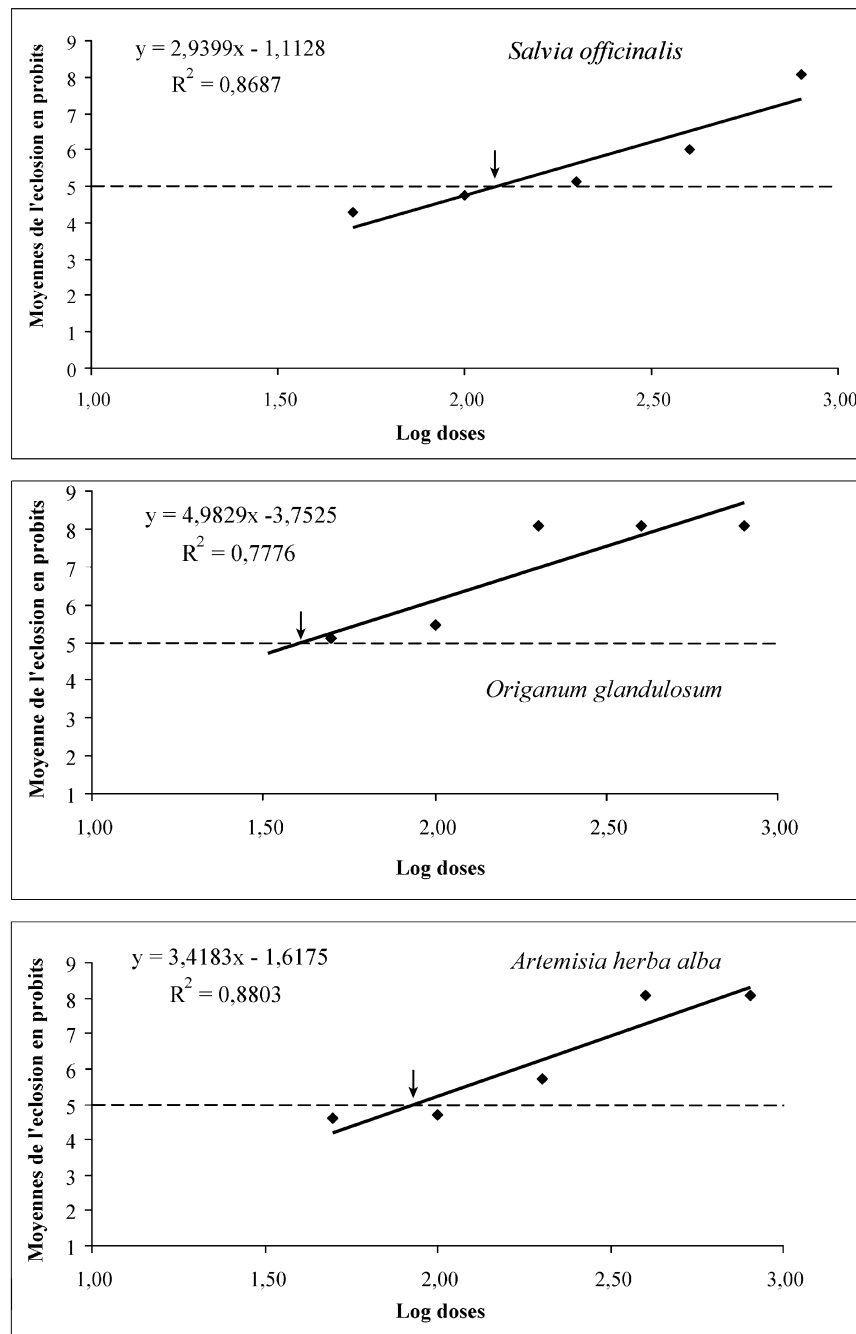 y = 2,9399x - 1,1128
R² = 0,8687
Salvia officinalis
Moyennes de l'eclosion en probits
9
8
7
6
5
4
3
2
1
0
1,00 1,50 2,00 2,50 3,00
Log doses
y = 4,9829x -3,7525
R² = 0,7776
Origanum glandulosum
Moyenne de l'eclosion en probits
9
8
7
6
5
4
3
2
1
1,00 1,50 2,00 2,50 3,00
Log doses
y = 3,4183x - 1,6175
R² = 0,8803
Artemisia herba alba
Moyennes de l'eclosion en probits
9
8
7
6
5
4
3
2
1
1,00 1,50 2,00 2,50 3,00
Log doses